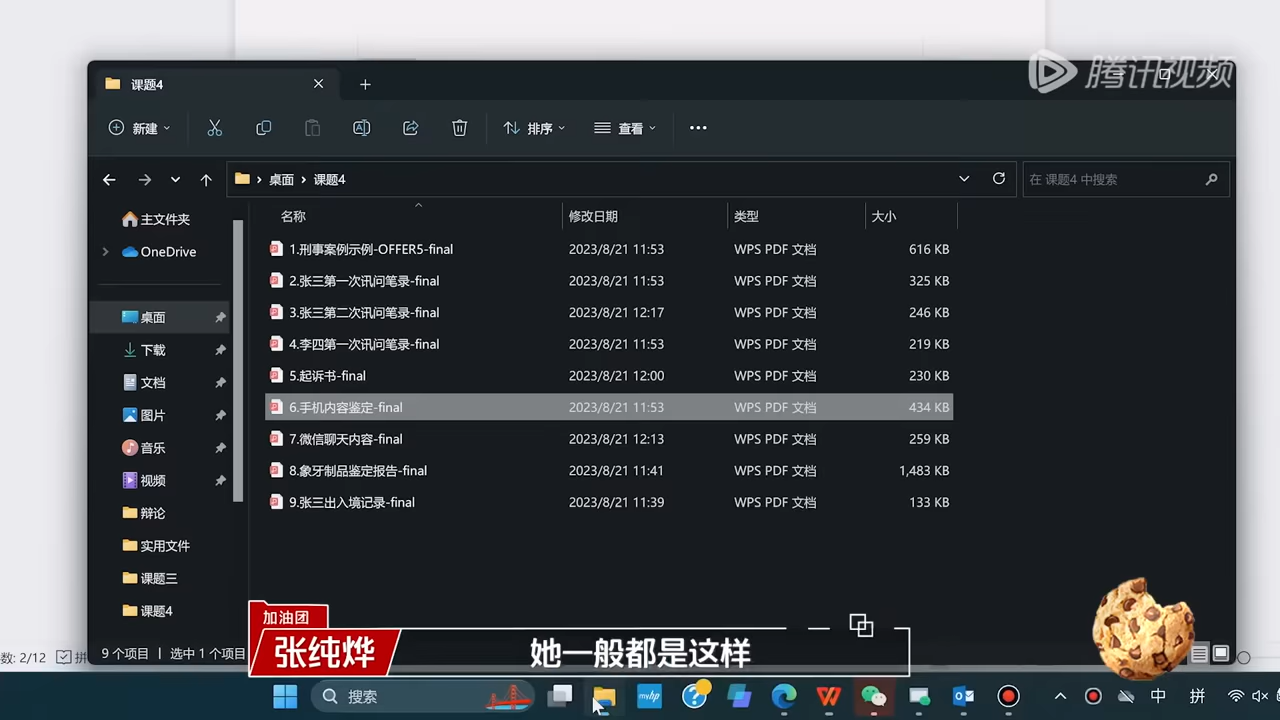 课题4
腾讯视频
新建
排序
查看
桌面
课题4
在 课题4 中搜索
名称
修改日期
类型
大小
主文件夹
OneDrive
桌面
下载
文档
图片
音乐
视频
辩论
实用文件
课题三
课题4
1.刑事案例示例-OFFER5-final 2023/8/21 11:53 WPS PDF 文档 616 KB
2.张三第一次讯问笔录-final 2023/8/21 11:53 WPS PDF 文档 325 KB
3.张三第二次讯问笔录-final 2023/8/21 12:17 WPS PDF 文档 246 KB
4.李四第一次讯问笔录-final 2023/8/21 11:53 WPS PDF 文档 219 KB
5.起诉书-final 2023/8/21 12:00 WPS PDF 文档 230 KB
6.手机内容鉴定-final 2023/8/21 11:53 WPS PDF 文档 434 KB
7.微信聊天内容-final 2023/8/21 12:13 WPS PDF 文档 259 KB
8.象牙制品鉴定报告-final 2023/8/21 11:41 WPS PDF 文档 1,483 KB
9.张三出入境记录-final 2023/8/21 11:39 WPS PDF 文档 133 KB
数: 2/12
拼
9 个项目
选中 1 个项目
加油团
张纯烨
她一般都是这样
搜索
myhp
中
拼